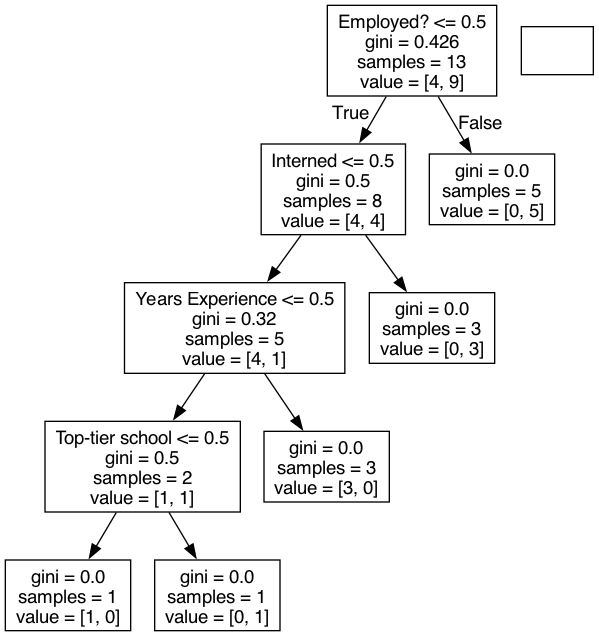 Employed? <= 0.5
gini = 0.426
samples = 13
value = [4, 9]
True
False
Interned <= 0.5
gini = 0.5
samples = 8
value = [4, 4]
gini = 0.0
samples = 5
value = [0, 5]
Years Experience <= 0.5
gini = 0.32
samples = 5
value = [4, 1]
gini = 0.0
samples = 3
value = [0, 3]
Top-tier school <= 0.5
gini = 0.5
samples = 2
value = [1, 1]
gini = 0.0
samples = 3
value = [3, 0]
gini = 0.0
samples = 1
value = [1, 0]
gini = 0.0
samples = 1
value = [0, 1]